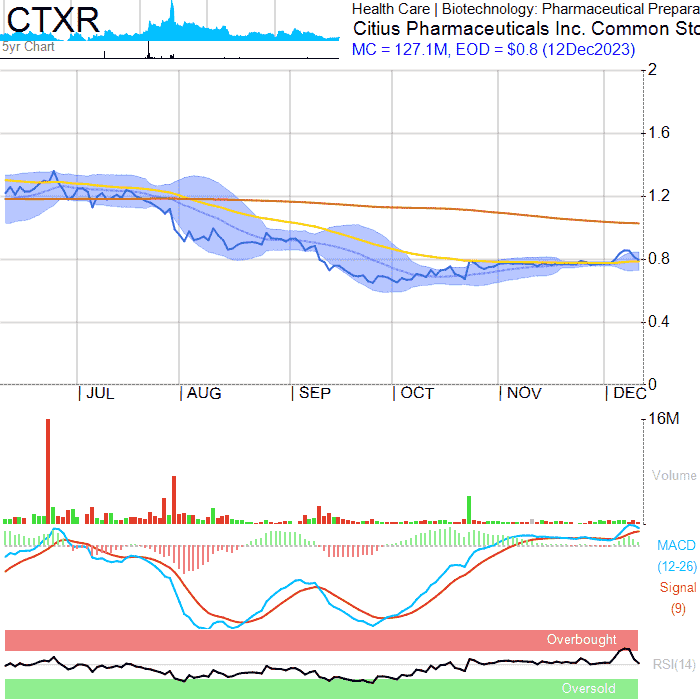 CTXR
5yr Chart
Health Care | Biotechnology: Pharmaceutical Prepara
Citius Pharmaceuticals Inc. Common Sto
MC = 127.1M, EOD = $0.8 (12Dec2023)
2
1.6
1.2
0.8
0.4
0
| JUL | AUG | SEP | OCT | NOV | DEC
16M
Volume
MACD
(12-26)
Signal
(9)
Overbought
RSI(14)
Oversold